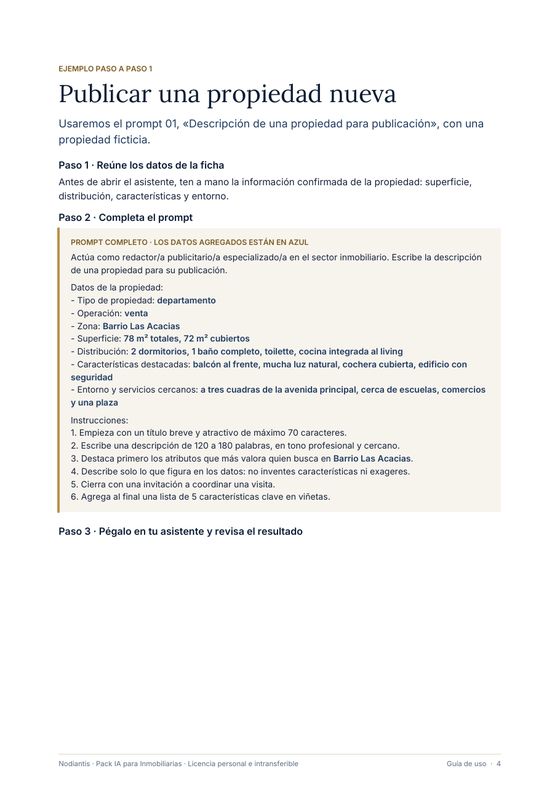 EJEMPLO PASO A PASO 1
Publicar una propiedad nueva
Usaremos el prompt 01, «Descripción de una propiedad para publicación», con una
propiedad ficticia.
Paso 1 · Reúne los datos de la ficha
Antes de abrir el asistente, ten a mano la información confirmada de la propiedad: superficie,
distribución, características y entorno.
Paso 2 · Completa el prompt
PROMPT COMPLETO · LOS DATOS AGREGADOS ESTÁN EN AZUL
Actúa como redactor/a publicitario/a especializado/a en el sector inmobiliario. Escribe la descripción
de una propiedad para su publicación.
Datos de la propiedad:
- Tipo de propiedad: departamento
- Operación: venta
- Zona: Barrio Las Acacias
- Superficie: 78 m² totales, 72 m² cubiertos
- Distribución: 2 dormitorios, 1 baño completo, toilette, cocina integrada al living
- Características destacadas: balcón al frente, mucha luz natural, cochera cubierta, edificio con
seguridad
- Entorno y servicios cercanos: a tres cuadras de la avenida principal, cerca de escuelas, comercios
y una plaza
Instrucciones:
1. Empieza con un título breve y atractivo de máximo 70 caracteres.
2. Escribe una descripción de 120 a 180 palabras, en tono profesional y cercano.
3. Destaca primero los atributos que más valora quien busca en Barrio Las Acacias.
4. Describe solo lo que figura en los datos: no inventes características ni exageres.
5. Cierra con una invitación a coordinar una visita.
6. Agrega al final una lista de 5 características clave en viñetas.
Paso 3 · Pégalo en tu asistente y revisa el resultado
Nodiantis · Pack IA para Inmobiliarias · Licencia personal e intransferible
Guía de uso · 4